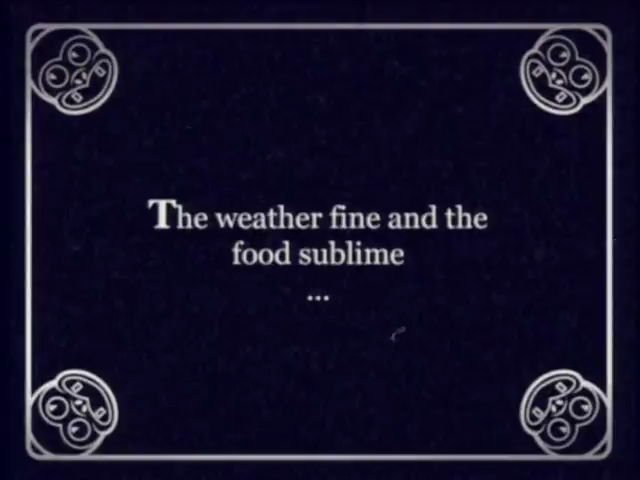 The weather fine and the
food sublime
...